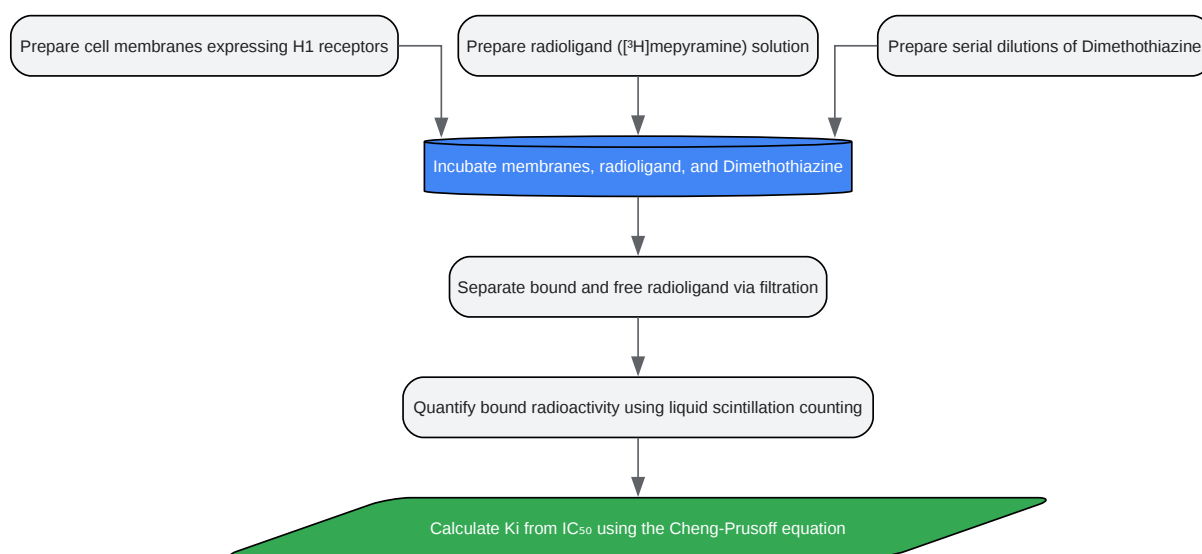 Prepare cell membranes expressing H1 receptors
Prepare radioligand ([³H]mepyramine) solution
Prepare serial dilutions of Dimethothiazine
Incubate membranes, radioligand, and Dimethothiazine
Separate bound and free radioligand via filtration
Quantify bound radioactivity using liquid scintillation counting
Calculate Ki from IC₅₀ using the Cheng-Prusoff equation